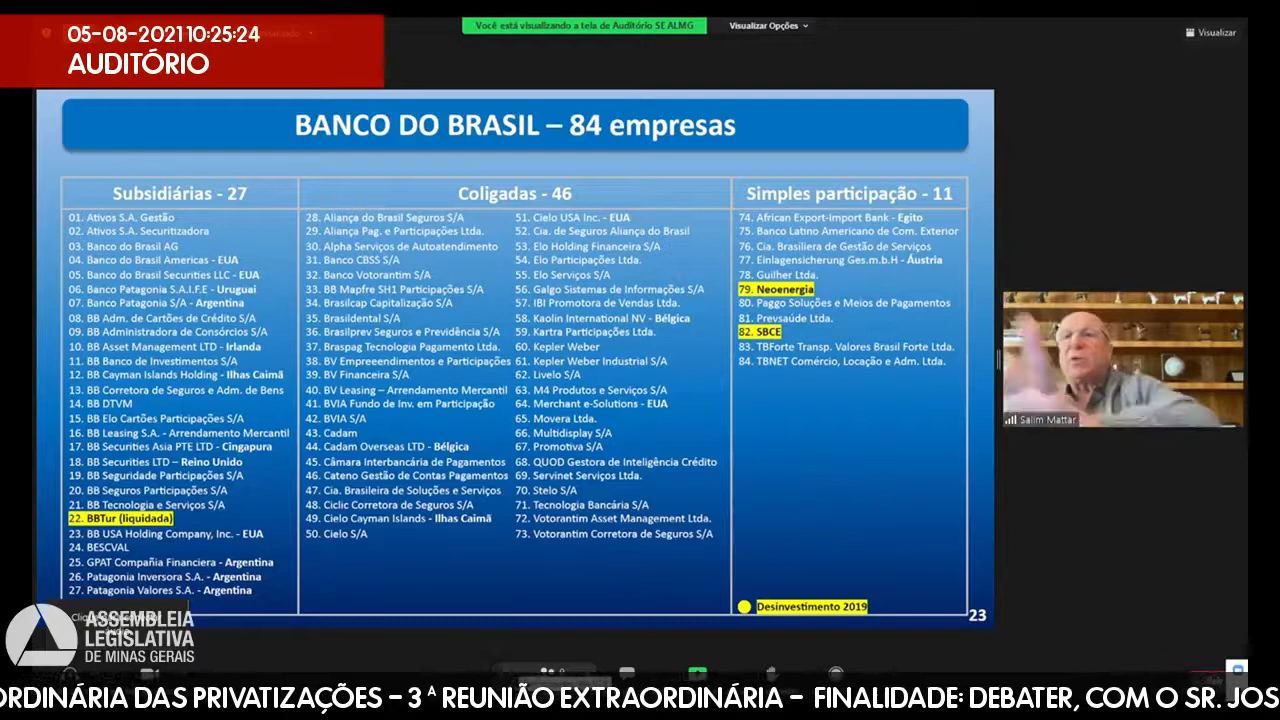 05-08-2021 10:25:24
AUDITÓRIO
Você está visualizando a tela de Auditório SE ALMG
Visualizar Opções
Visualizar
BANCO DO BRASIL – 84 empresas
Subsidiárias - 27
01. Ativos S.A. Gestão
02. Ativos S.A. Securitizadora
03. Banco do Brasil AG
04. Banco do Brasil Americas - EUA
05. Banco do Brasil Securities LLC - EUA
06. Banco Patagonia S.A.I.F.E - Uruguai
07. Banco Patagonia S/A - Argentina
08. BB Adm. de Cartões de Crédito S/A
09. BB Administradora de Consórcios S/A
10. BB Asset Management LTD - Irlanda
11. BB Banco de Investimentos S/A
12. BB Cayman Islands Holding - Ilhas Caimã
13. BB Corretora de Seguros e Adm. de Bens
14. BB DTVM
15. BB Elo Cartões Participações S/A
16. BB Leasing S.A. - Arrendamento Mercantil
17. BB Securities Asia PTE LTD - Cingapura
18. BB Securities LTD – Reino Unido
19. BB Seguridade Participações S/A
20. BB Seguros Participações S/A
21. BB Tecnologia e Serviços S/A
22. BBTur (liquidada)
23. BB USA Holding Company, Inc. - EUA
24. BESCVAL
25. GPAT Compañia Financiera - Argentina
26. Patagonia Inversora S.A. - Argentina
27. Patagonia Valores S.A. - Argentina
Coligadas - 46
28. Aliança do Brasil Seguros S/A
29. Aliança Pag. e Participações Ltda.
30. Alpha Serviços de Autoatendimento
31. Banco CBSS S/A
32. Banco Votorantim S/A
33. BB Mapfre SH1 Participações S/A
34. Brasilcap Capitalização S/A
35. Brasildental S/A
36. Brasilprev Seguros e Previdência S/A
37. Braspag Tecnologia Pagamento Ltda.
38. BV Empreeendimentos e Participações
39. BV Financeira S/A
40. BV Leasing – Arrendamento Mercantil
41. BVIA Fundo de Inv. em Participação
42. BVIA S/A
43. Cadam
44. Cadam Overseas LTD - Bélgica
45. Câmara Interbancária de Pagamentos
46. Cateno Gestão de Contas Pagamentos
47. Cia. Brasileira de Soluções e Serviços
48. Ciclic Corretora de Seguros S/A
49. Cielo Cayman Islands - Ilhas Caimã
50. Cielo S/A
51. Cielo USA Inc. - EUA
52. Cia. de Seguros Aliança do Brasil
53. Elo Holding Financeira S/A
54. Elo Participações Ltda.
55. Elo Serviços S/A
56. Galgo Sistemas de Informações S/A
57. IBI Promotora de Vendas Ltda.
58. Kaolin International NV - Bélgica
59. Kartra Participações Ltda.
60. Kepler Weber
61. Kepler Weber Industrial S/A
62. Livelo S/A
63. M4 Produtos e Serviços S/A
64. Merchant e-Solutions - EUA
65. Movera Ltda.
66. Multidisplay S/A
67. Promotiva S/A
68. QUOD Gestora de Inteligência Crédito
69. Servinet Serviços Ltda.
70. Stelo S/A
71. Tecnologia Bancária S/A
72. Votorantim Asset Management Ltda.
73. Votorantim Corretora de Seguros S/A
Simples participação - 11
74. African Export-Import Bank - Egito
75. Banco Latino Americano de Com. Exterior
76. Cia. Brasiliera de Gestão de Serviços
77. Einlagensicherung Ges.m.b.H - Áustria
78. Guilher Ltda.
79. Neoenergia
80. Paggo Soluções e Meios de Pagamentos
81. Prevsaúde Ltda.
82. SBCE
83. TBForte Transp. Valores Brasil Forte Ltda.
84. TBNET Comércio, Locação e Adm. Ltda.
Desinvestimento 2019
23
Salim Mattar
ASSEMBLEIA
LEGISLATIVA
DE MINAS GERAIS
ORDINÁRIA DAS PRIVATIZAÇÕES – 3ª REUNIÃO EXTRAORDINÁRIA – FINALIDADE: DEBATER, COM O SR. JOS